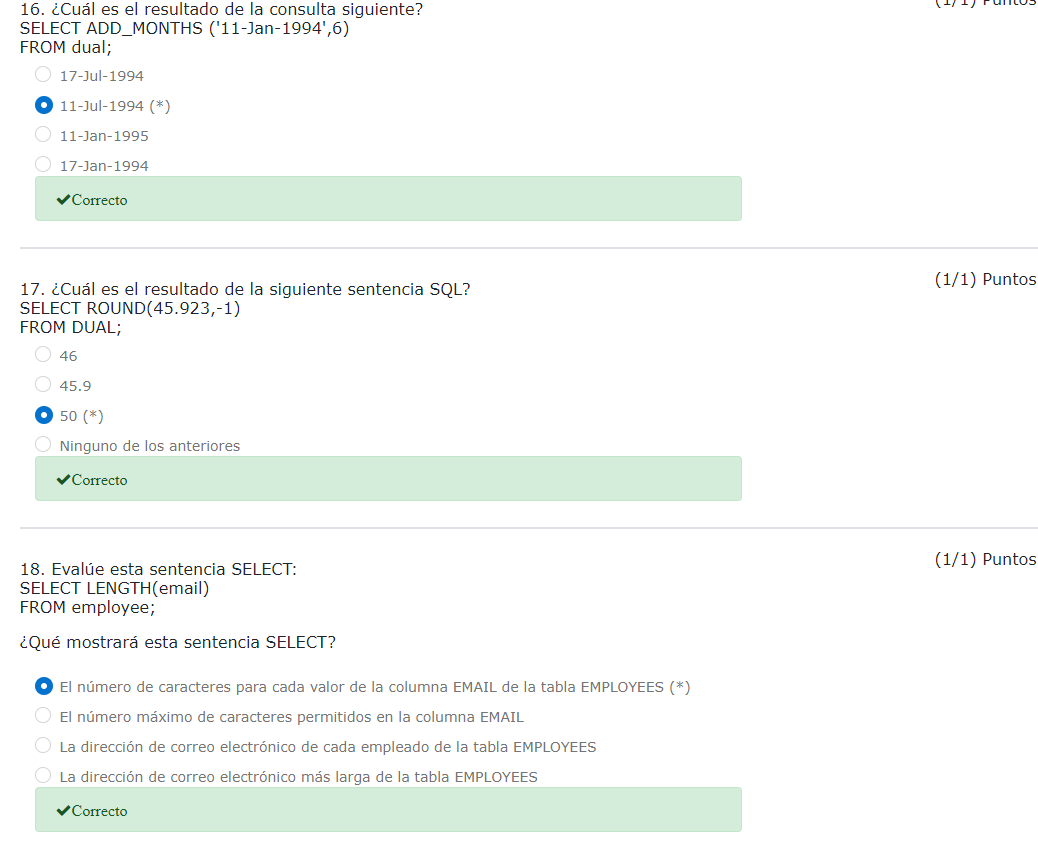 (1/1) Puntos
16. ¿Cuál es el resultado de la consulta siguiente?
SELECT ADD_MONTHS ('11-Jan-1994',6)
FROM dual;
17-Jul-1994
11-Jul-1994 (*)
11-Jan-1995
17-Jan-1994
✔Correcto
(1/1) Puntos
17. ¿Cuál es el resultado de la siguiente sentencia SQL?
SELECT ROUND(45.923,-1)
FROM DUAL;
46
45.9
50 (*)
Ninguno de los anteriores
✔Correcto
(1/1) Puntos
18. Evalúe esta sentencia SELECT:
SELECT LENGTH(email)
FROM employee;
¿Qué mostrará esta sentencia SELECT?
El número de caracteres para cada valor de la columna EMAIL de la tabla EMPLOYEES (*)
El número máximo de caracteres permitidos en la columna EMAIL
La dirección de correo electrónico de cada empleado de la tabla EMPLOYEES
La dirección de correo electrónico más larga de la tabla EMPLOYEES
✔Correcto